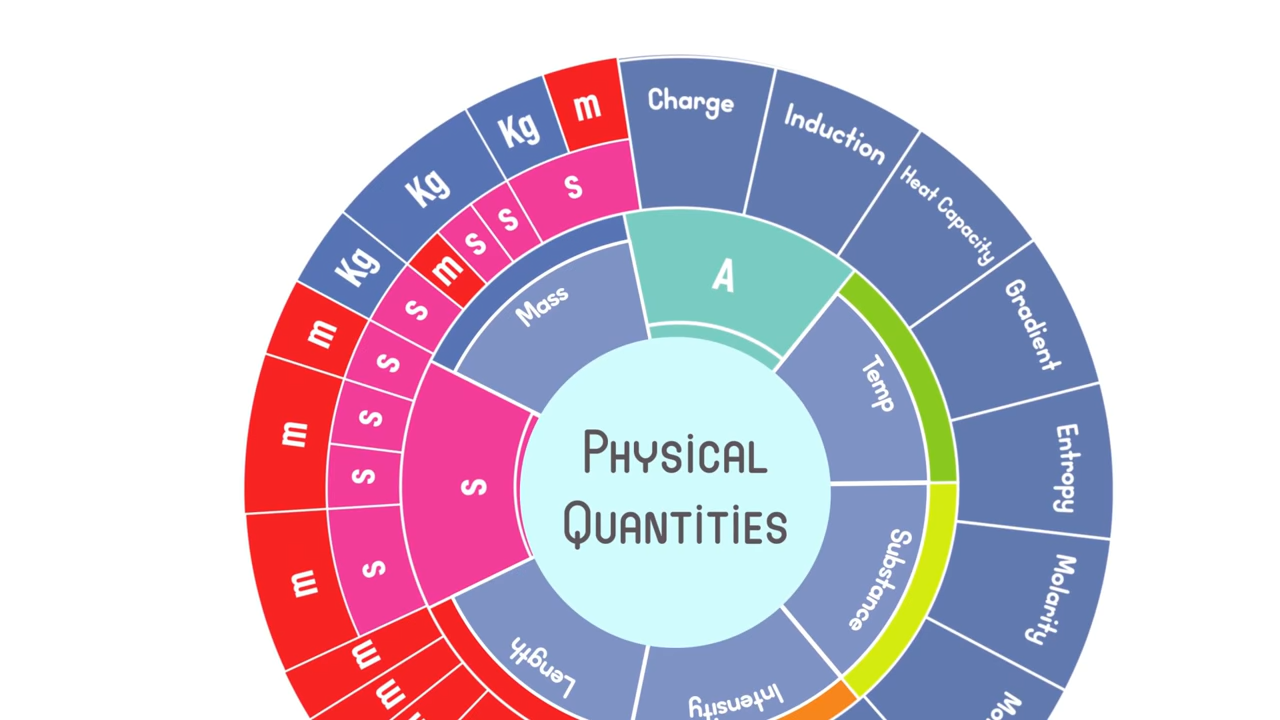 m
Charge
Kg
Induction
Kg
s
Heat Capacity
s
s
Kg
m
A
Mass
s
Gradient
m
s
Temp
m
s
Physical
Entropy
s
s
Quantities
m
s
Substance
Molarity
m
Length
m
Intensity